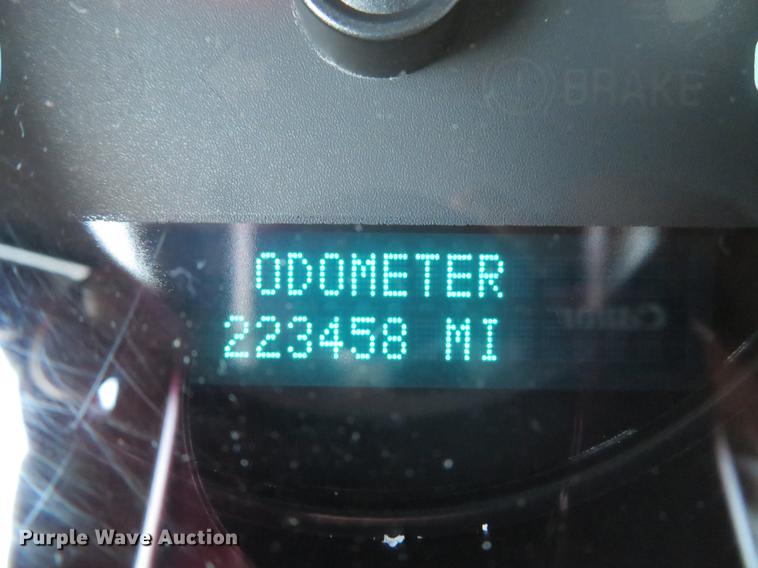 BRAKE
ODOMETER
223458 MI
Purple Wave Auction